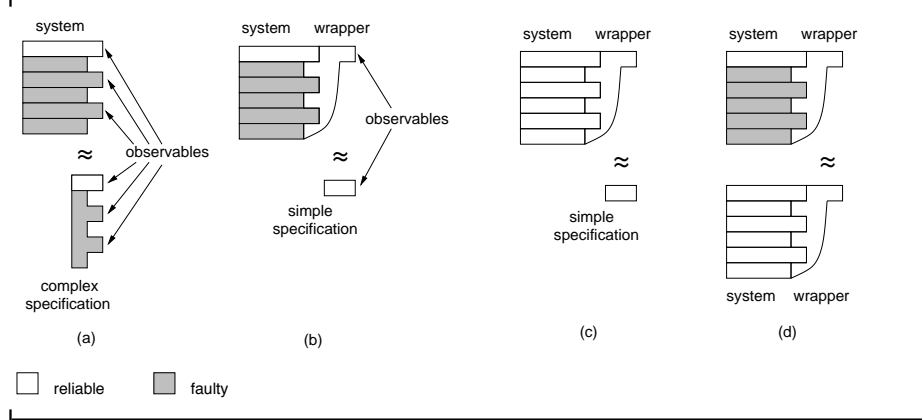 system
≈
observables
complex
specification
(a)
system wrapper
observables
≈
simple
specification
(b)
system wrapper
≈
simple
specification
(c)
system wrapper
≈
system wrapper
(d)
reliable
faulty